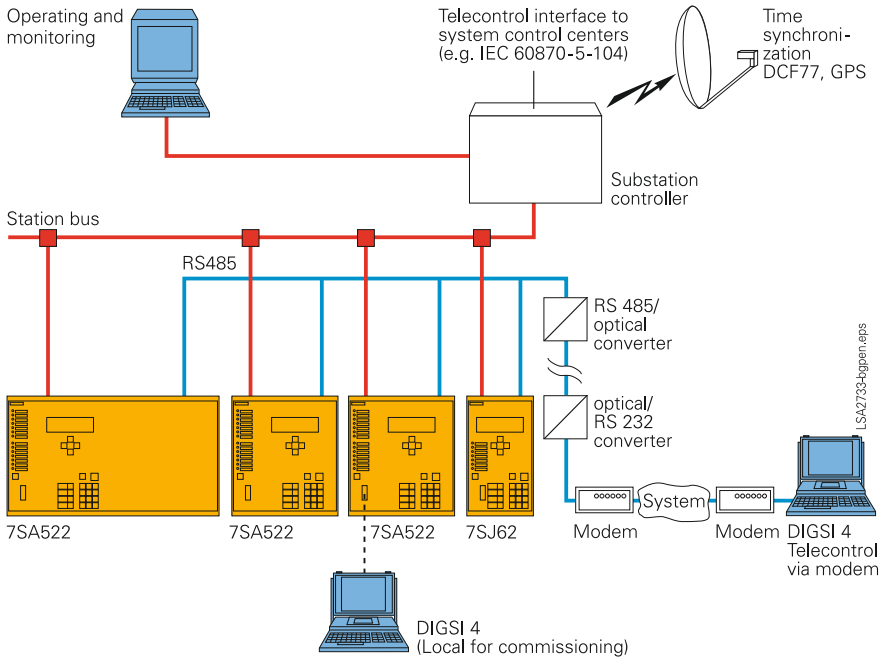 Operating and
monitoring
Telecontrol interface to
system control centers
(e.g. IEC 60870-5-104)
Time
synchroni-
zation
DCF77, GPS
Substation
controller
Station bus
RS485
RS 485/
optical
converter
optical/
RS 232
converter
LSA2733-bgpen.eps
7SA522
7SA522
7SA522
7SJ62
Modem
System
Modem
DIGSI 4
Telecontrol
via modem
DIGSI 4
(Local for commissioning)